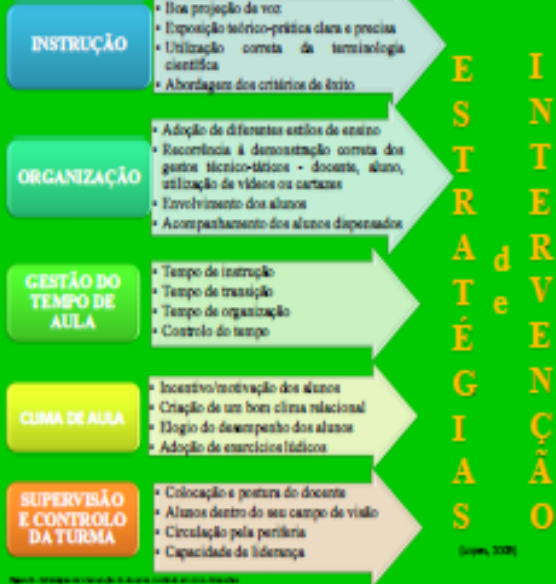 INSTRUÇÃO
• Boa projeção de voz
• Exposição teórico-prática clara e precisa
• Utilização correta da terminologia
científica
• Abordagem dos critérios de êxito
ORGANIZAÇÃO
• Adoção de diferentes estilos de ensino
• Recorrência á demonstração correta dos
gestos técnico-táticos - docente, aluno,
utilização de vídeos ou cartazes
• Envolvimento dos alunos
• Acompanhamento dos alunos dispensados
GESTÃO DO
TEMPO DE
AULA
• Tempo de instrução
• Tempo de transição
• Tempo de organização
• Controlo do tempo
CLIMA DE AULA
• Incentivo/motivação dos alunos
• Criação de um bom clima relacional
• Elogio do desempenho dos alunos
• Adoção de exercícios lúdicos
SUPERVISÃO
E CONTROLO
DA TURMA
• Colocação e postura do docente
• Alunos dentro do seu campo de visão
• Circulação pela periferia
• Capacidade de liderança
ESTRATÉGIAS
de
INTERVENÇÃO